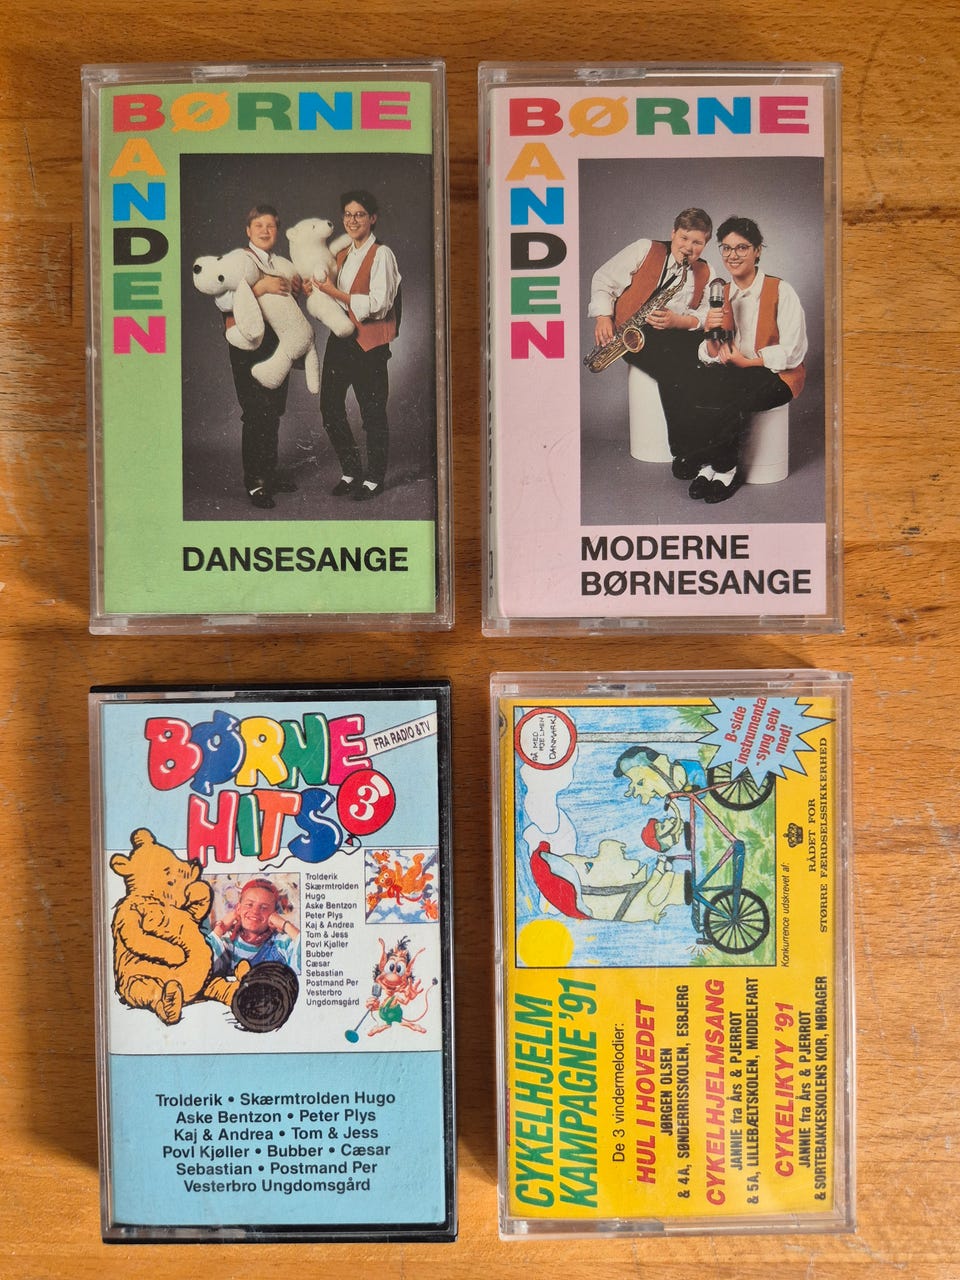 BØRNE
BANDEN
DANSESANGE
BØRNE
BANDEN
MODERNE
BØRNESANGE
BØRNE
HITS
3
FRA RADIO & TV
Trolderik
Skærmtrolden
Hugo
Aske Bentzon
Peter Plys
Kaj & Andrea
Tom & Jess
Povl Kjøller
Bubber
Cæsar
Sebastian
Postmand Per
Vesterbro
Ungdomsgård
Trolderik • Skærmtrolden Hugo
Aske Bentzon • Peter Plys
Kaj & Andrea • Tom & Jess
Povl Kjøller • Bubber • Cæsar
Sebastian • Postmand Per
Vesterbro Ungdomsgård
MED
HJELMEN
DANMARK!
B-side
instrumental
-syng selv
med!
Konkurrence udskrevet af:
RÅDET FOR
STØRRE FÆRDSELSSIKKERHED
CYKELHJELM
KAMPAGNE '91
De 3 vindermelodier:
HUL I HOVEDET
JØRGEN OLSEN
& 4A, SØNDERRISSKOLEN, ESBJERG
CYKELHJELMSANG
JANNIE fra Års & PJERROT
& 5A, LILLEBÆLTSKOLEN, MIDDELFART
CYKELIKYY '91
JANNIE fra Års & PJERROT
& SORTEBAKKESKOLENS KOR, NØRAGER